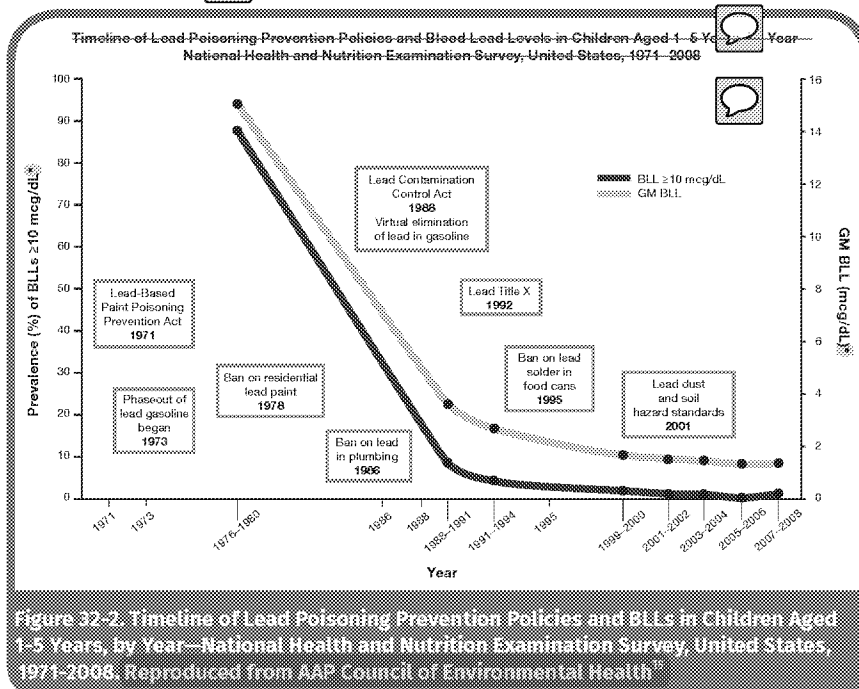 Timeline of Lead Poisoning Prevention Policies and Blood Lead Levels in Children Aged 1-5 Year
National Health and Nutrition Examination Survey, United States, 1971-2008
100
90
80
70
60
50
40
30
20
10
0
Prevalence (%) of BLLs ≥10 mcg/dL
Lead-Based
Paint Poisoning
Prevention Act
1971
Phaseout of
lead gasoline
began
1973
Ban on residential
lead paint
1978
Lead Contamination
Control Act
1988
Virtual elimination
of lead in gasoline
Ban on lead
in plumbing
1986
Lead Title X
1992
Ban on lead
solder in
food cans
1995
Lead dust
and soil
hazard standards
2001
BLL ≥10 mcg/dL
GM BLL
16
14
12
10
8
6
4
2
0
GM BLL (mcg/dL)
1971
1973
1976–1980
1986
1988
1988–1991
1991–1994
1995
1999–2000
2001–2002
2003–2004
2005–2006
2007–2008
Year
Figure 32-2. Timeline of Lead Poisoning Prevention Policies and BLLs in Children Aged
1-5 Years, by Year—National Health and Nutrition Examination Survey, United States,
1971-2008. Reproduced from AAP Council of Environmental Health